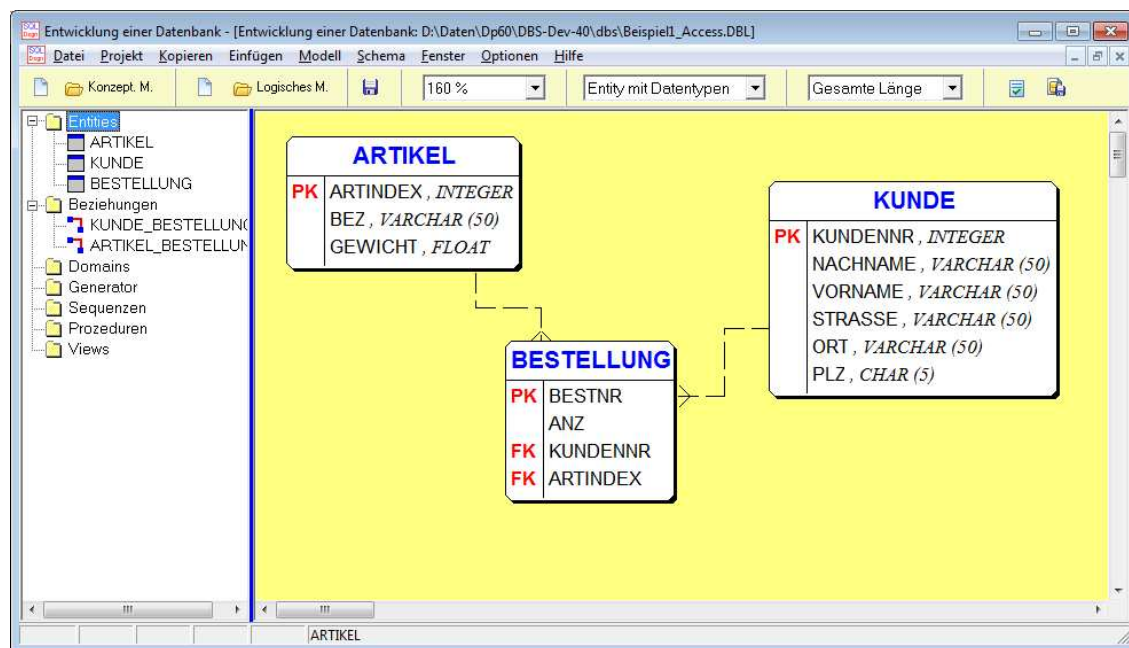 Entwicklung einer Datenbank - [Entwicklung einer Datenbank: D:\Daten\Dp60\DBS-Dev-40\dbs\Beispiel1_Access.DBL]
Datei Projekt Kopieren Einfügen Modell Schema Fenster Optionen Hilfe
Konzept. M. Logisches M. 160 % Entity mit Datentypen Gesamte Länge
Entities
ARTIKEL
KUNDE
BESTELLUNG
Beziehungen
KUNDE_BESTELLUNG
ARTIKEL_BESTELLUN
Domains
Generator
Sequenzen
Prozeduren
Views
ARTIKEL
PK ARTINDEX , INTEGER
BEZ , VARCHAR (50)
GEWICHT , FLOAT
KUNDE
PK KUNDENNR , INTEGER
NACHNAME , VARCHAR (50)
VORNAME , VARCHAR (50)
STRASSE , VARCHAR (50)
ORT , VARCHAR (50)
PLZ , CHAR (5)
BESTELLUNG
PK BESTNR
ANZ
FK KUNDENNR
FK ARTINDEX
ARTIKEL